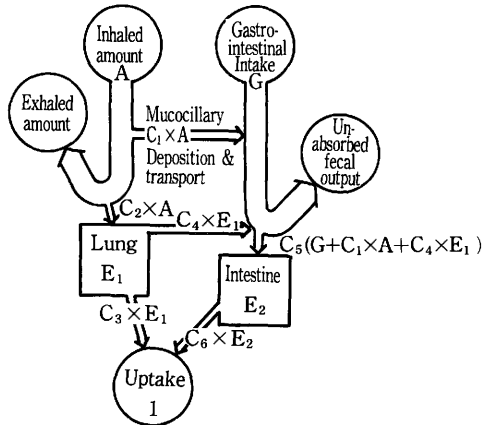 Inhaled
amount
A
Gastro-
intestinal
Intake
G
Exhaled
amount
Mucocillary
C₁×A
Deposition &
transport
Un-
absorbed
fecal
output
C₂×A
C₄×E₁
C₅(G+C₁×A+C₄×E₁)
Lung
E₁
Intestine
E₂
C₃×E₁
C₆×E₂
Uptake
1